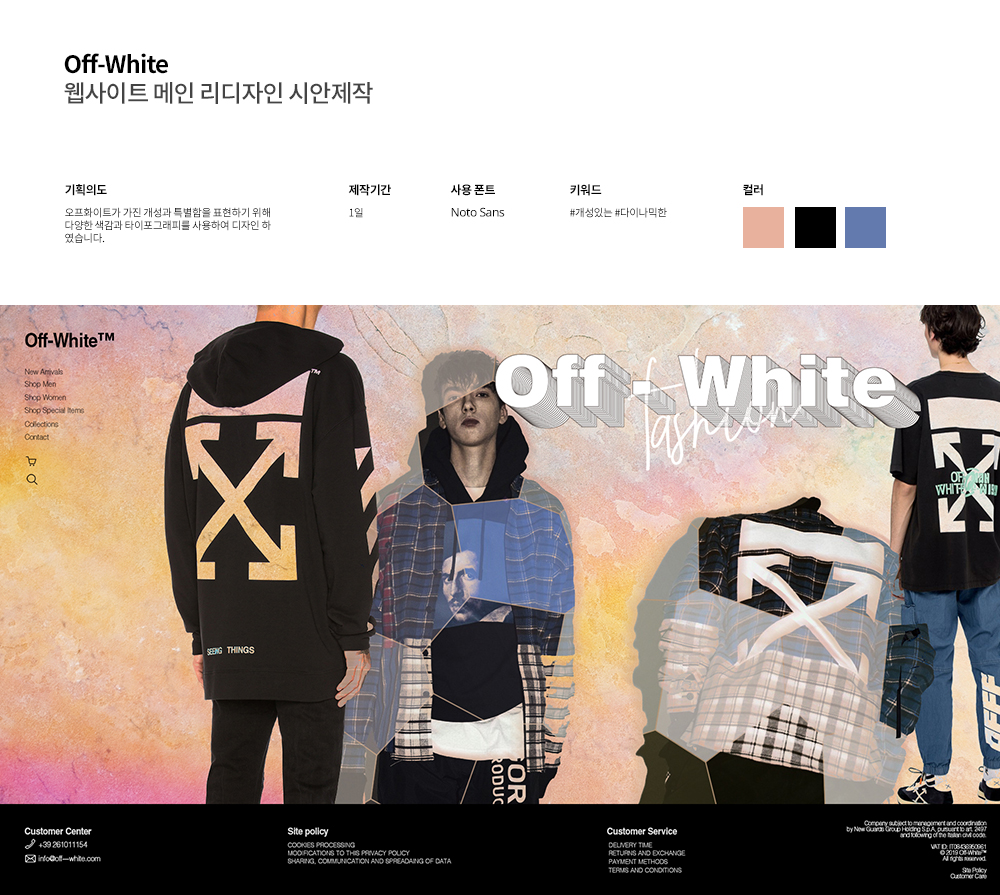 Off-White
웹사이트 메인 리디자인 시안제작
기획의도
오프화이트가 가진 개성과 특별함을 표현하기 위해
다양한 색감과 타이포그래피를 사용하여 디자인 하
였습니다.
제작기간
1일
사용 폰트
Noto Sans
키워드
#개성있는 #다이나믹한
컬러
Off-White™
New Arrivals
Shop Men
Shop Women
Shop Special Items
Collections
Contact
Off - White
fashion
™
SEEING THINGS
OFF
WHITE
OFF
Customer Center
+39 261011154
info@off—white.com
Site policy
COOKIES PROCESSING
MODIFICATIONS TO THIS PRIVACY POLICY
SHARING, COMMUNICATION AND SPREADAING OF DATA
Customer Service
DELIVERY TIME
RETURNS AND EXCHANGE
PAYMENT METHODS
TERMS AND CONDITIONS
Company subject to management and coordination
by New Guards Group Holding S.p.A, pursuant to art. 2497
and following of the Italian civil code.
VAT ID: IT08436950961
© 2019 Off-White™
All rights reserved.
Site Policy
Customer Care